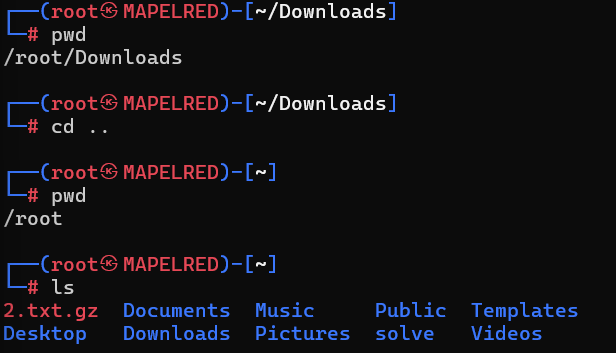 ┌──(root㉿MAPELRED)-[~/Downloads]
└─# pwd
/root/Downloads
┌──(root㉿MAPELRED)-[~/Downloads]
└─# cd ..
┌──(root㉿MAPELRED)-[~]
└─# pwd
/root
┌──(root㉿MAPELRED)-[~]
└─# ls
2.txt.gz Documents Music Public Templates
Desktop Downloads Pictures solve Videos